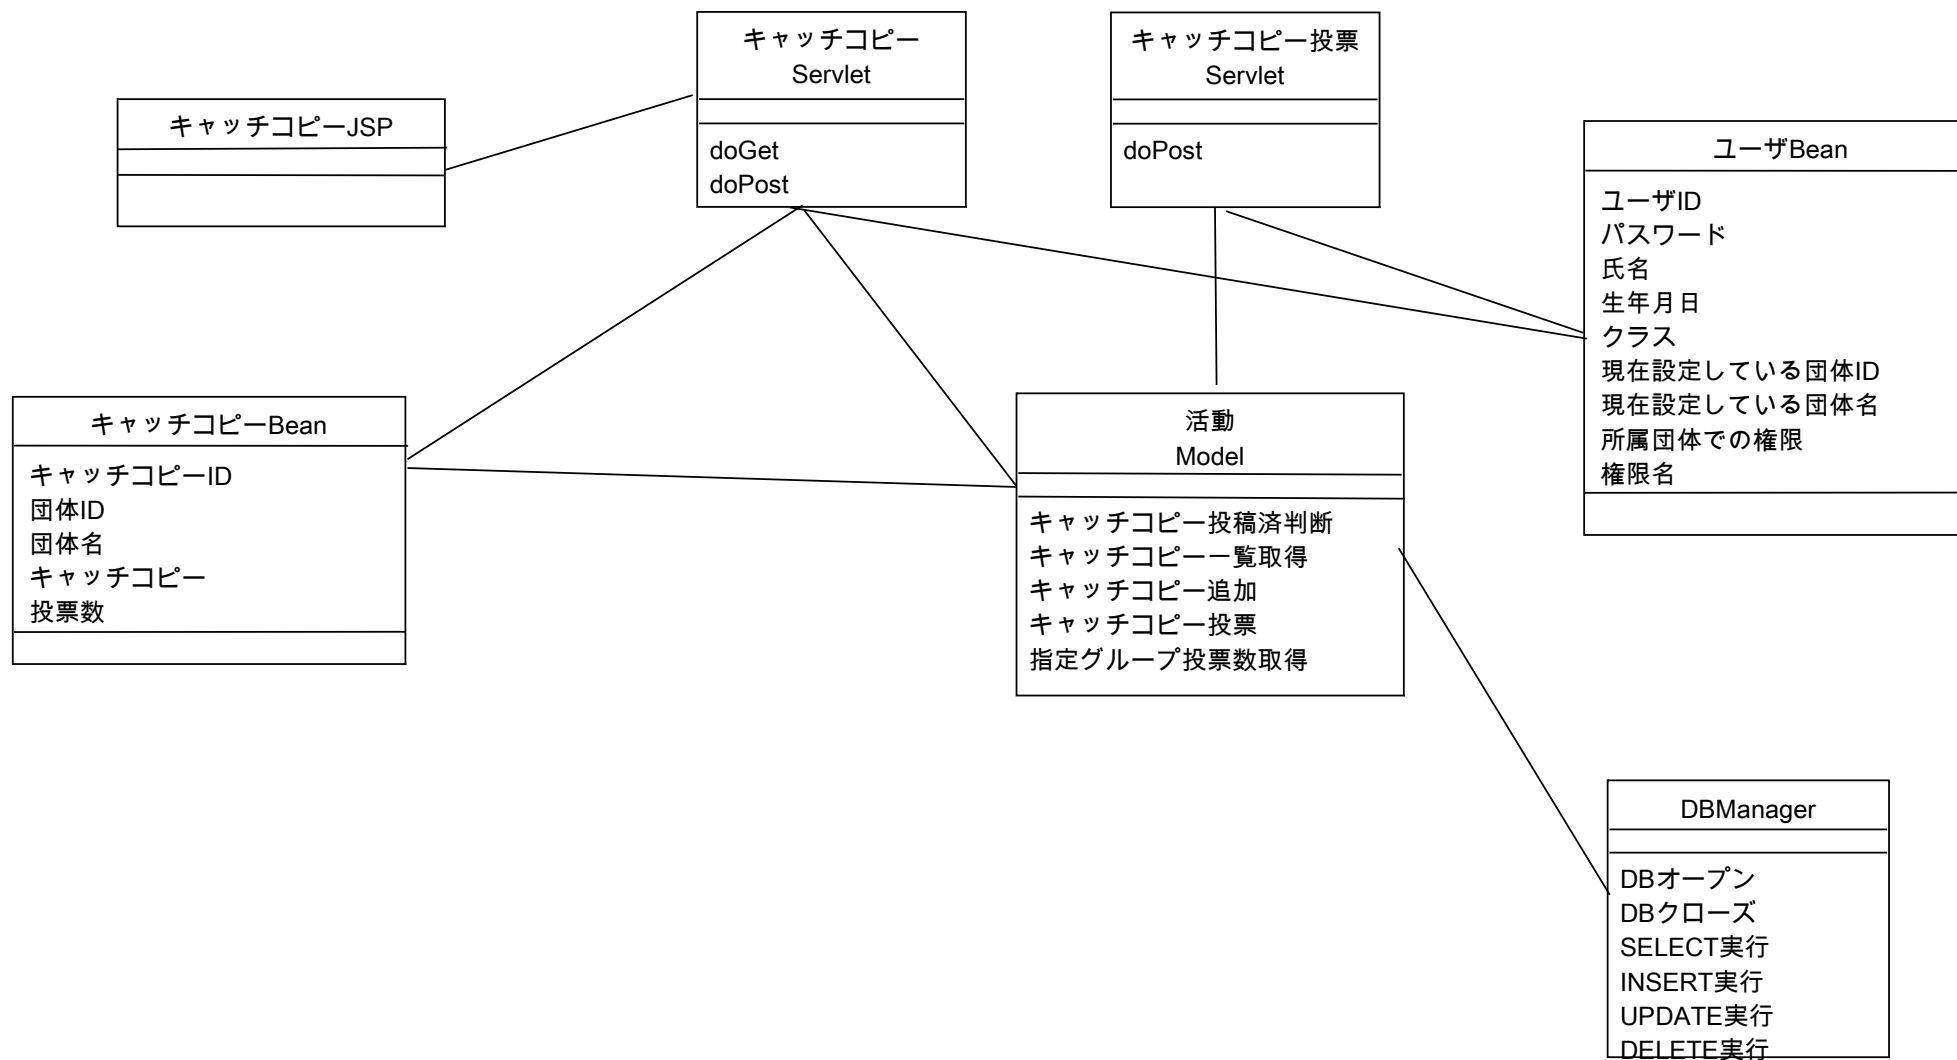 キャッチコピー
Servlet
doGet
doPost
キャッチコピー投票
Servlet
doPost
キャッチコピーJSP
ユーザBean
ユーザID
パスワード
氏名
生年月日
クラス
現在設定している団体ID
現在設定している団体名
所属団体での権限
権限名
キャッチコピーBean
キャッチコピーID
団体ID
団体名
キャッチコピー
投票数
活動
Model
キャッチコピー投稿済判断
キャッチコピー一覧取得
キャッチコピー追加
キャッチコピー投票
指定グループ投票数取得
DBManager
DBオープン
DBクローズ
SELECT実行
INSERT実行
UPDATE実行
DELETE実行